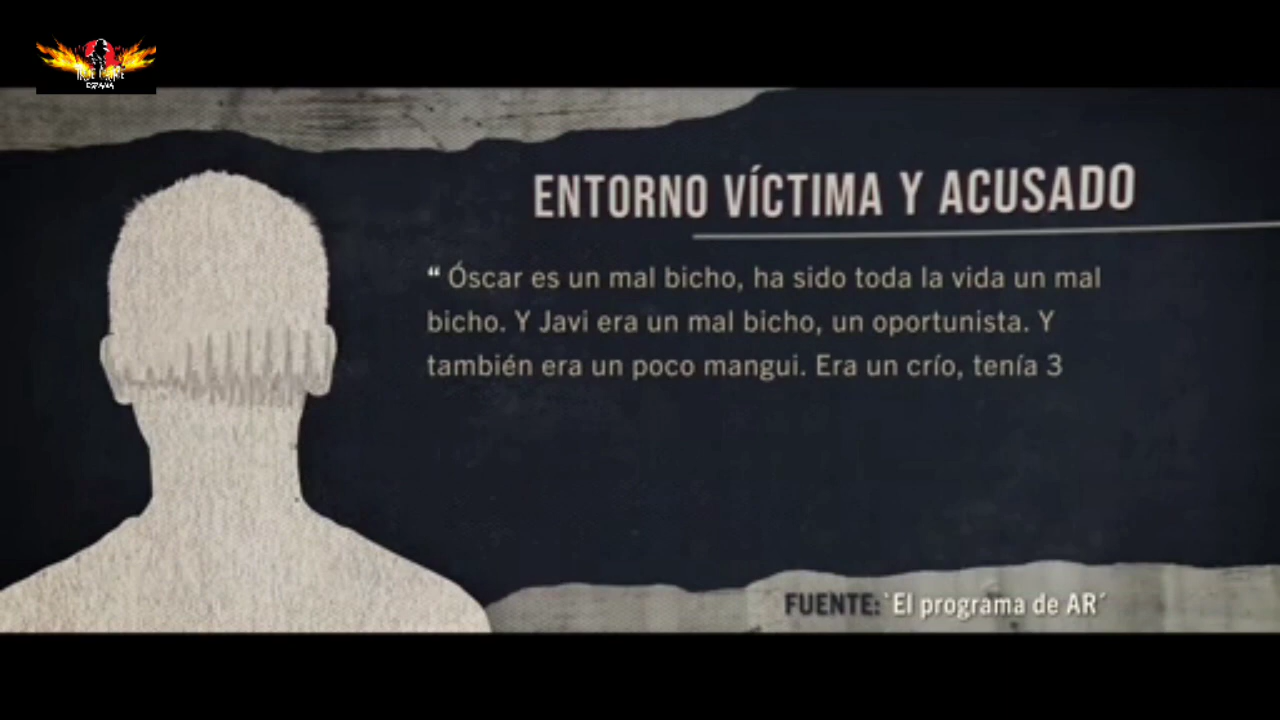 ESPAÑA
ENTORNO VÍCTIMA Y ACUSADO
“ Óscar es un mal bicho, ha sido toda la vida un mal
bicho. Y Javi era un mal bicho, un oportunista. Y
también era un poco mangui. Era un crío, tenía 3
FUENTE:`El programa de AR´